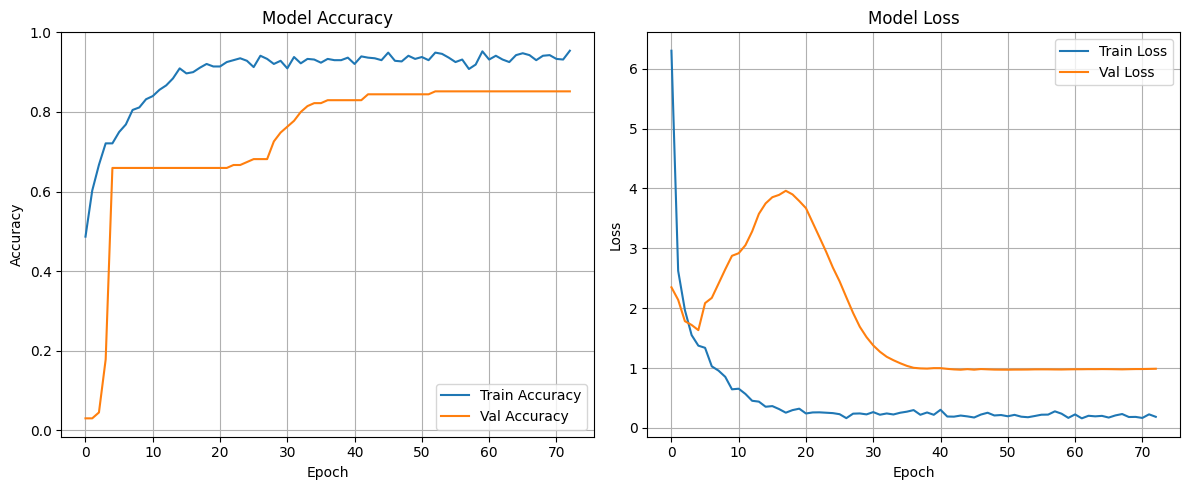 Model Accuracy
1.0
0.8
0.6
0.4
0.2
0.0
Accuracy
0 10 20 30 40 50 60 70
Epoch
Train Accuracy
Val Accuracy
Model Loss
6
5
4
3
2
1
0
Loss
0 10 20 30 40 50 60 70
Epoch
Train Loss
Val Loss